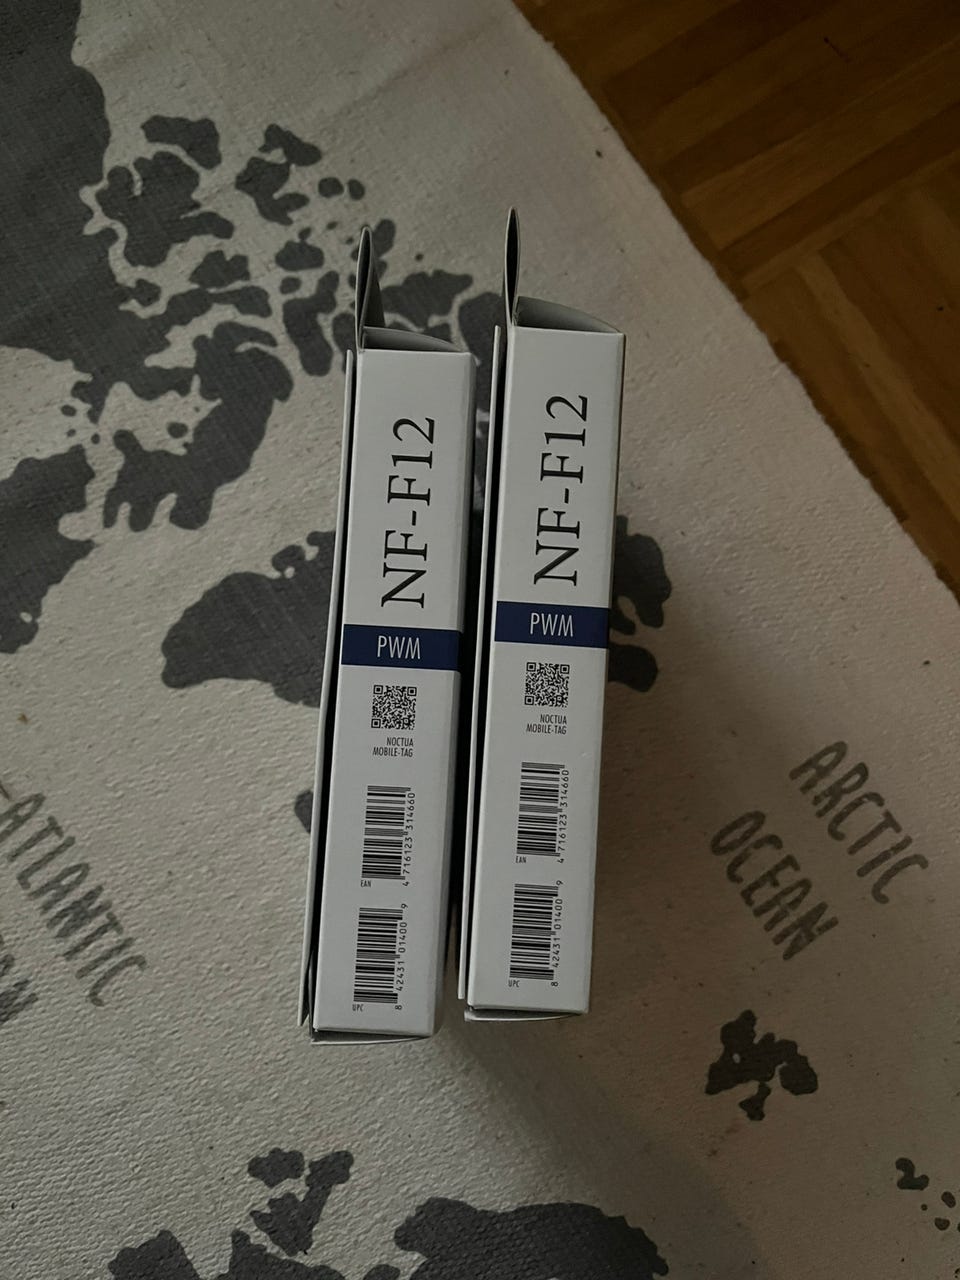 NF-F12
PWM
NOCTUA
MOBILE-TAG
EAN
4 716123 314660
UPC
8 42431 01400 9
NF-F12
PWM
NOCTUA
MOBILE-TAG
EAN
4 716123 314660
UPC
8 42431 01400 9
ATLANTIC
ARCTIC
OCEAN